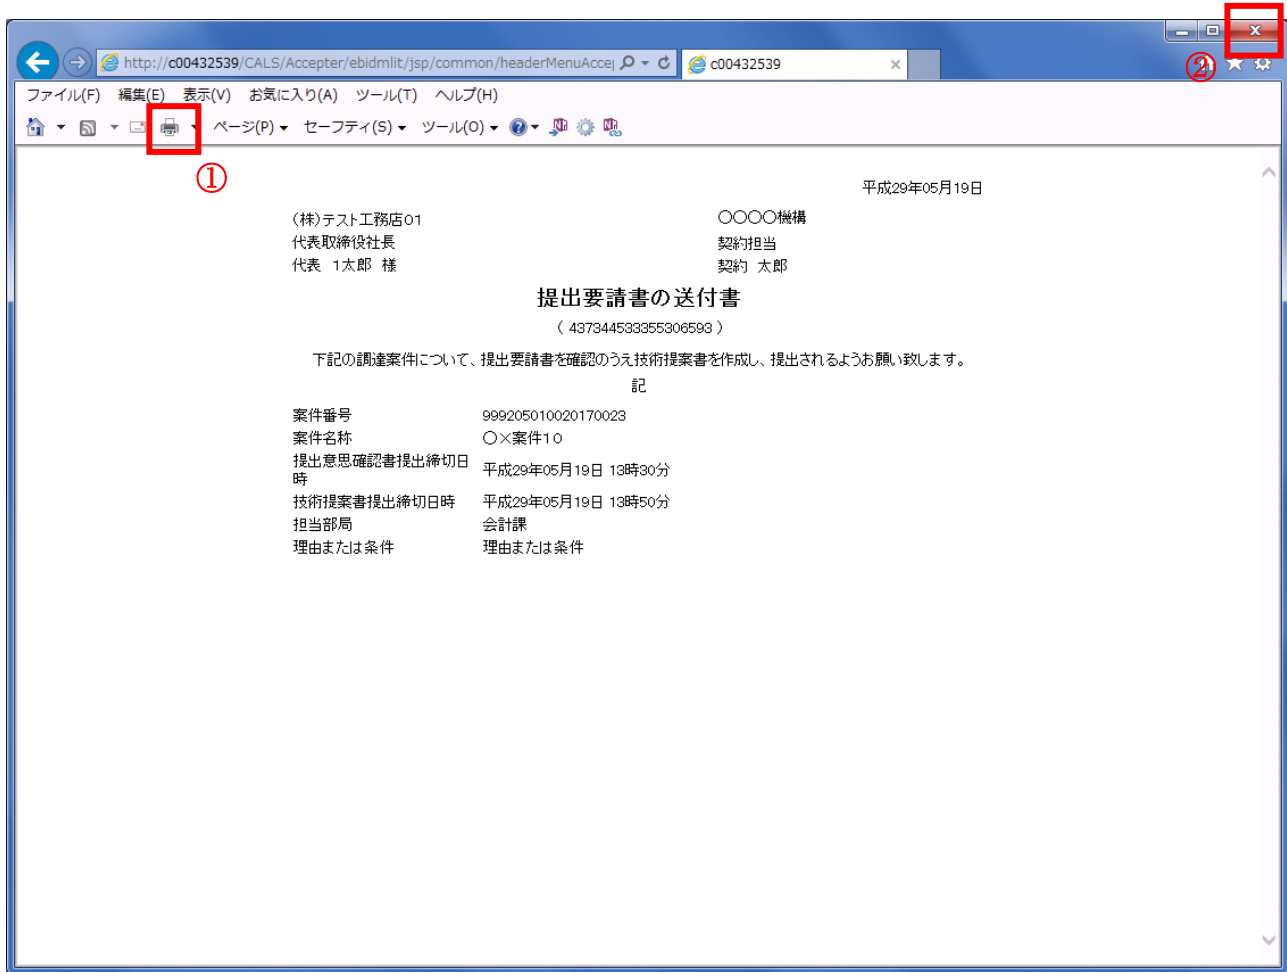 http://c00432539/CALS/Accepter/ebidmlit/jsp/common/headerMenuAccep
c00432539
②
ファイル(F) 編集(E) 表示(V) お気に入り(A) ツール(T) ヘルプ(H)
ページ(P) セーフティ(S) ツール(O)
①
平成29年05月19日
(株)テスト工務店01 ○○○○機構
代表取締役社長 契約担当
代表 1太郎 様 契約 太郎
提出要請書の送付書
( 437344533355306593 )
下記の調達案件について、提出要請書を確認のうえ技術提案書を作成し、提出されるようお願い致します。
記
案件番号 999205010020170023
案件名称 ○×案件10
提出意思確認書提出締切日
時 平成29年05月19日 13時30分
技術提案書提出締切日時 平成29年05月19日 13時50分
担当部局 会計課
理由または条件 理由または条件